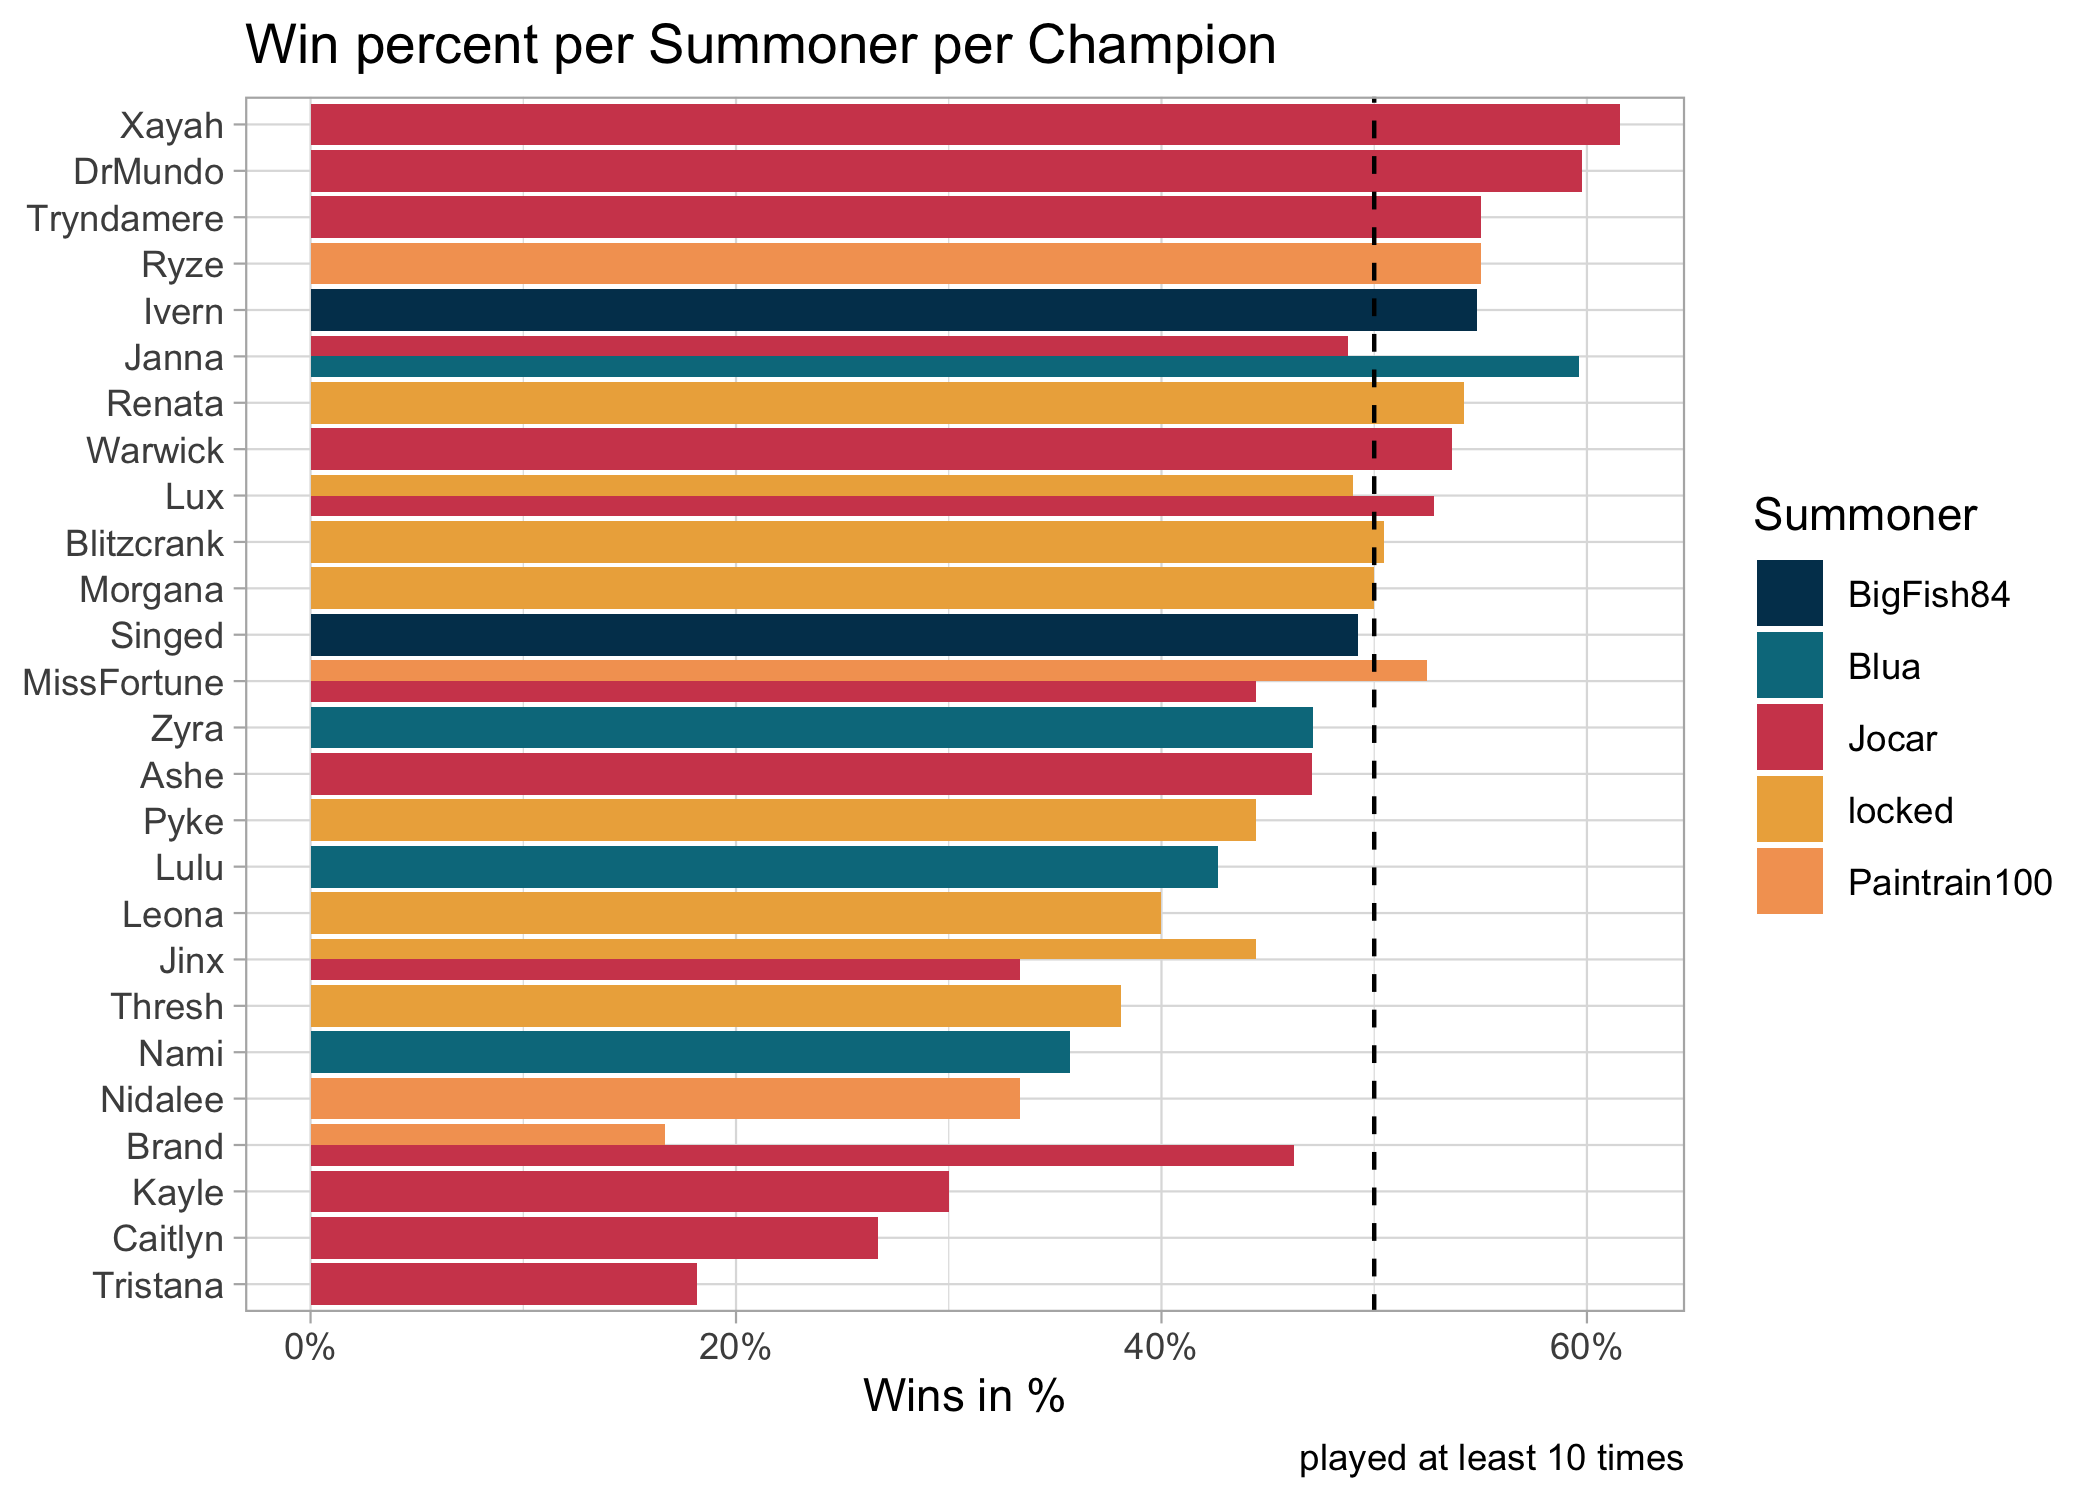 Win percent per Summoner per Champion
Xayah
DrMundo
Tryndamere
Ryze
Ivern
Janna
Renata
Warwick
Lux
Blitzcrank
Morgana
Singed
MissFortune
Zyra
Ashe
Pyke
Lulu
Leona
Jinx
Thresh
Nami
Nidalee
Brand
Kayle
Caitlyn
Tristana
0% 20% 40% 60%
Wins in %
played at least 10 times
Summoner
BigFish84
Blua
Jocar
locked
Paintrain100